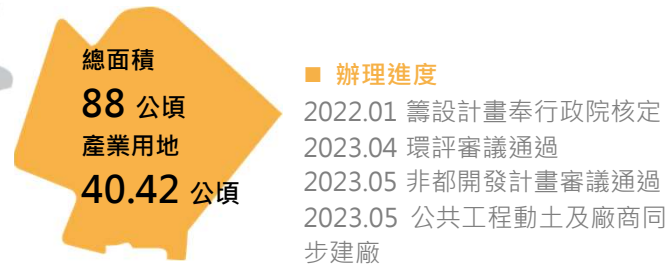 總面積
88 公頃
產業用地
40.42 公頃
■ 辦理進度
2022.01 籌設計畫奉行政院核定
2023.04 環評審議通過
2023.05 非都開發計畫審議通過
2023.05 公共工程動土及廠商同
步建廠